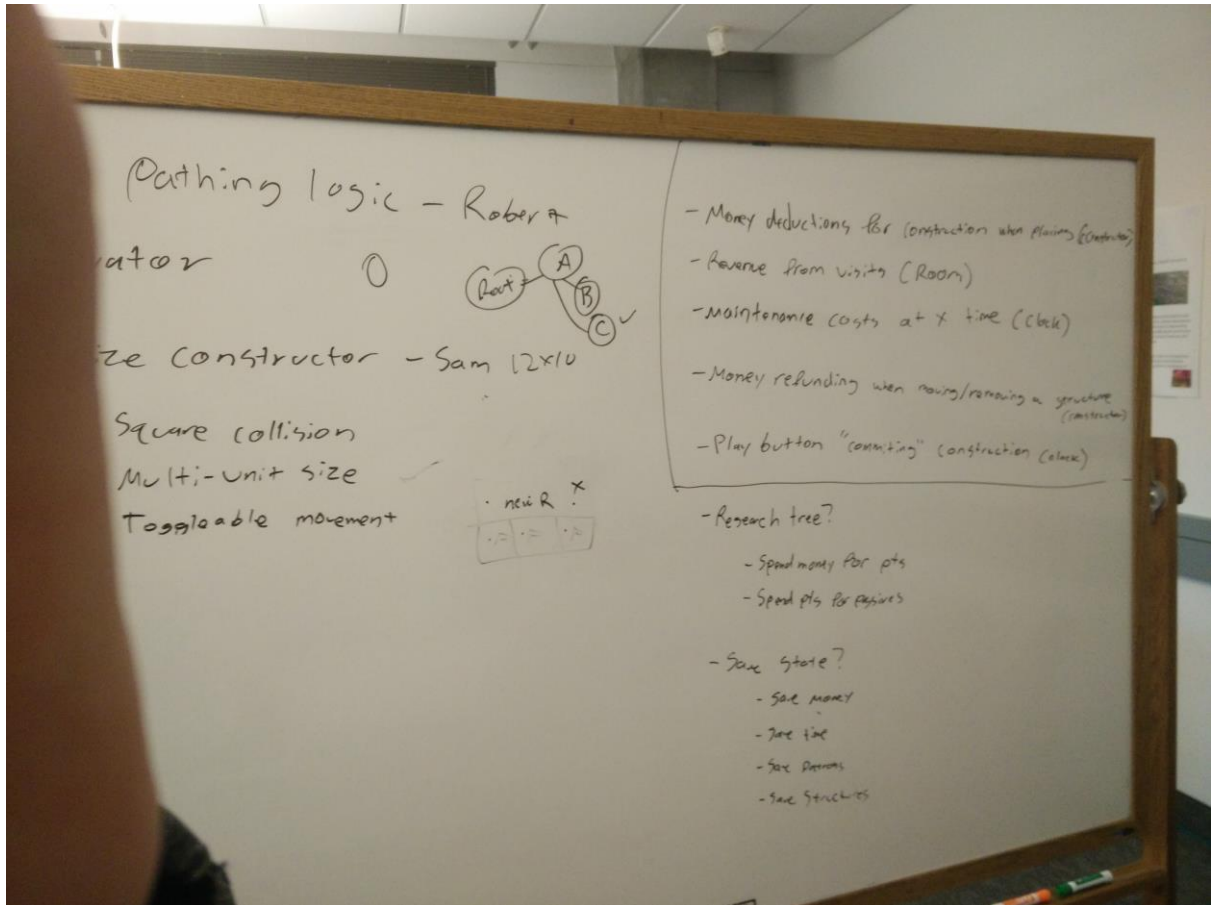 Pathing logic - Robert
ator
O
Root
A
B
C ✓
ze constructor - Sam 12x10
Square collision
Multi-unit size
Toggleable movement
new R X
- Money deductions for construction when placing (constructor)
- Revenue from visits (Room)
- Maintenance costs at x time (clock)
- Money refunding when moving/removing a structure
(constructor)
- Play button "commiting" construction (clock)
- Research tree?
- Spend money for pts
- Spend pts for passives
- Save state?
- Save money
- Save time
- Save patrons
- Save structures